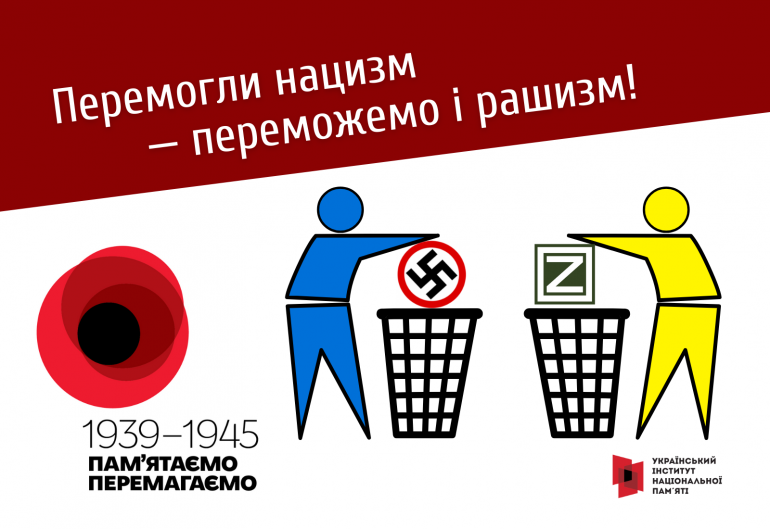 Перемогли нацизм
— переможемо і рашизм!
Z
1939–1945
ПАМ'ЯТАЄМО
ПЕРЕМАГАЄМО
УКРАЇНСЬКИЙ
ІНСТИТУТ
НАЦІОНАЛЬНОЇ
ПАМ'ЯТІ